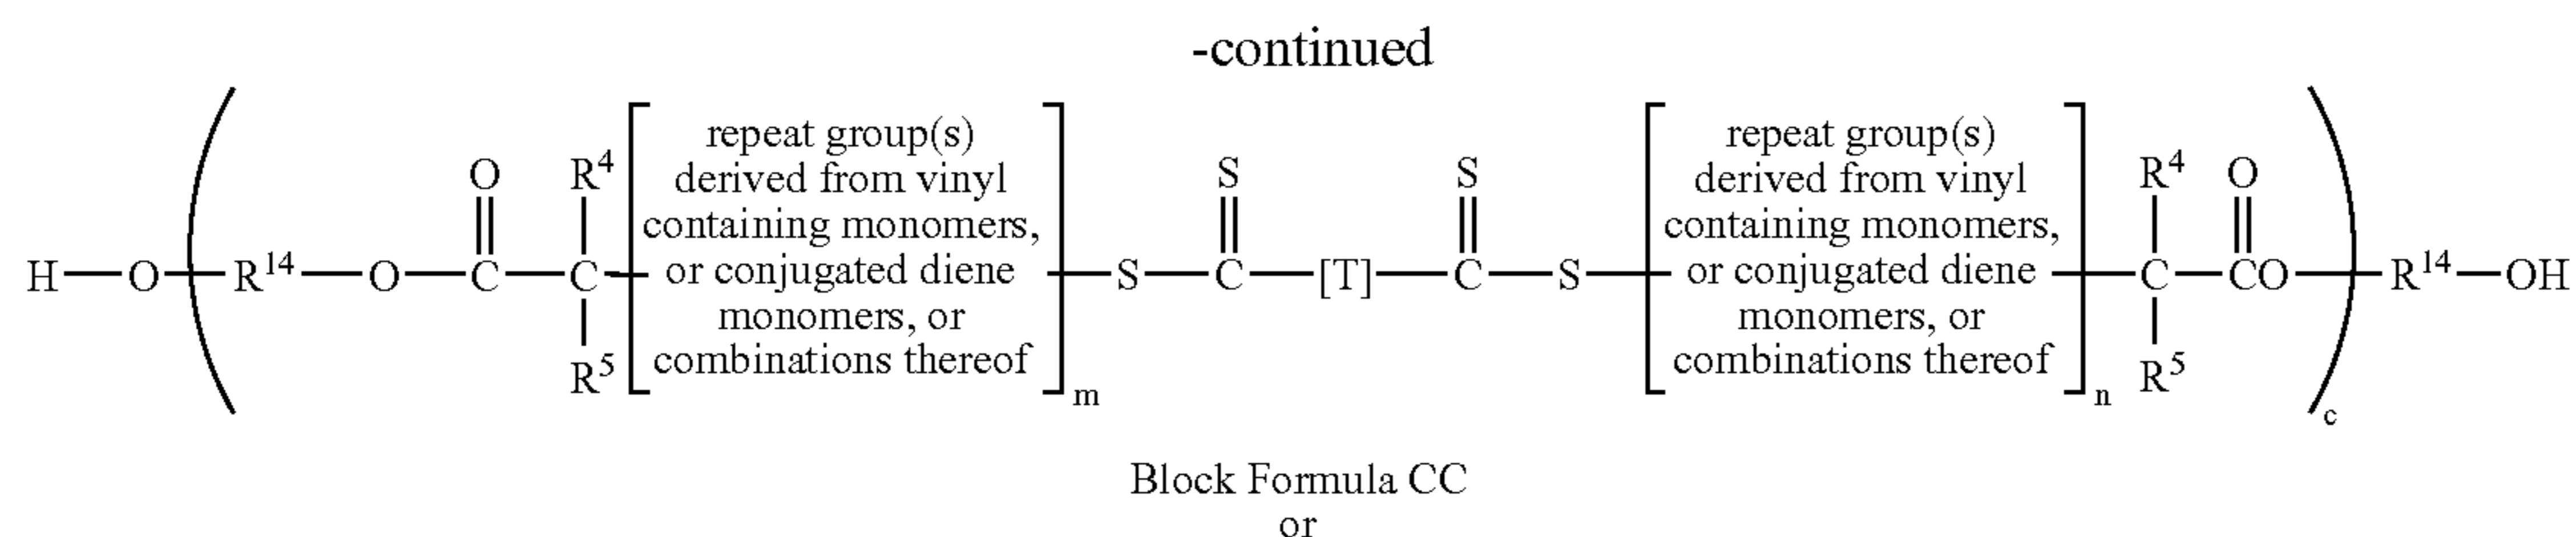 -continued
repeat group(s) repeat group(s)
O R⁴ derived from vinyl S S derived from vinyl R⁴ O
containing monomers, containing monomers,
H—O—R¹⁴—O—C—C— or conjugated diene —S—C—[T]—C—S— or conjugated diene —C—CO—R¹⁴—OH
monomers, or monomers, or
R⁵ combinations thereof combinations thereof R⁵
m n c
Block Formula CC
or